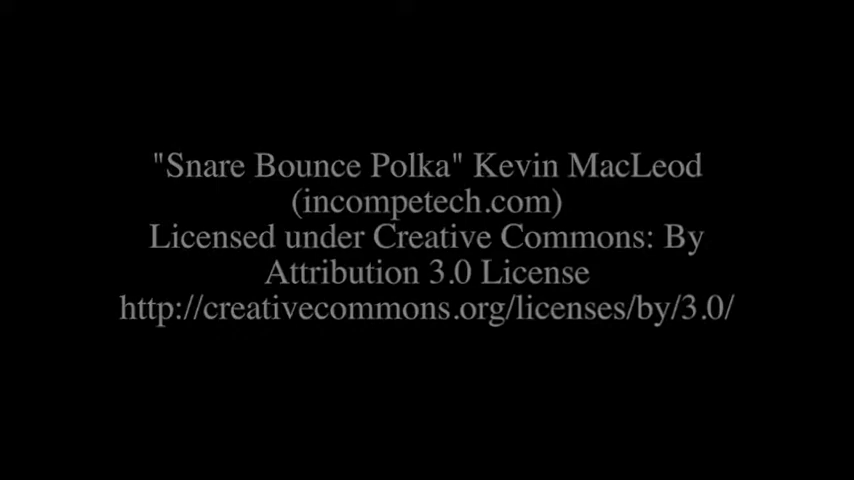 "Snare Bounce Polka" Kevin MacLeod
(incompetech.com)
Licensed under Creative Commons: By
Attribution 3.0 License
http://creativecommons.org/licenses/by/3.0/